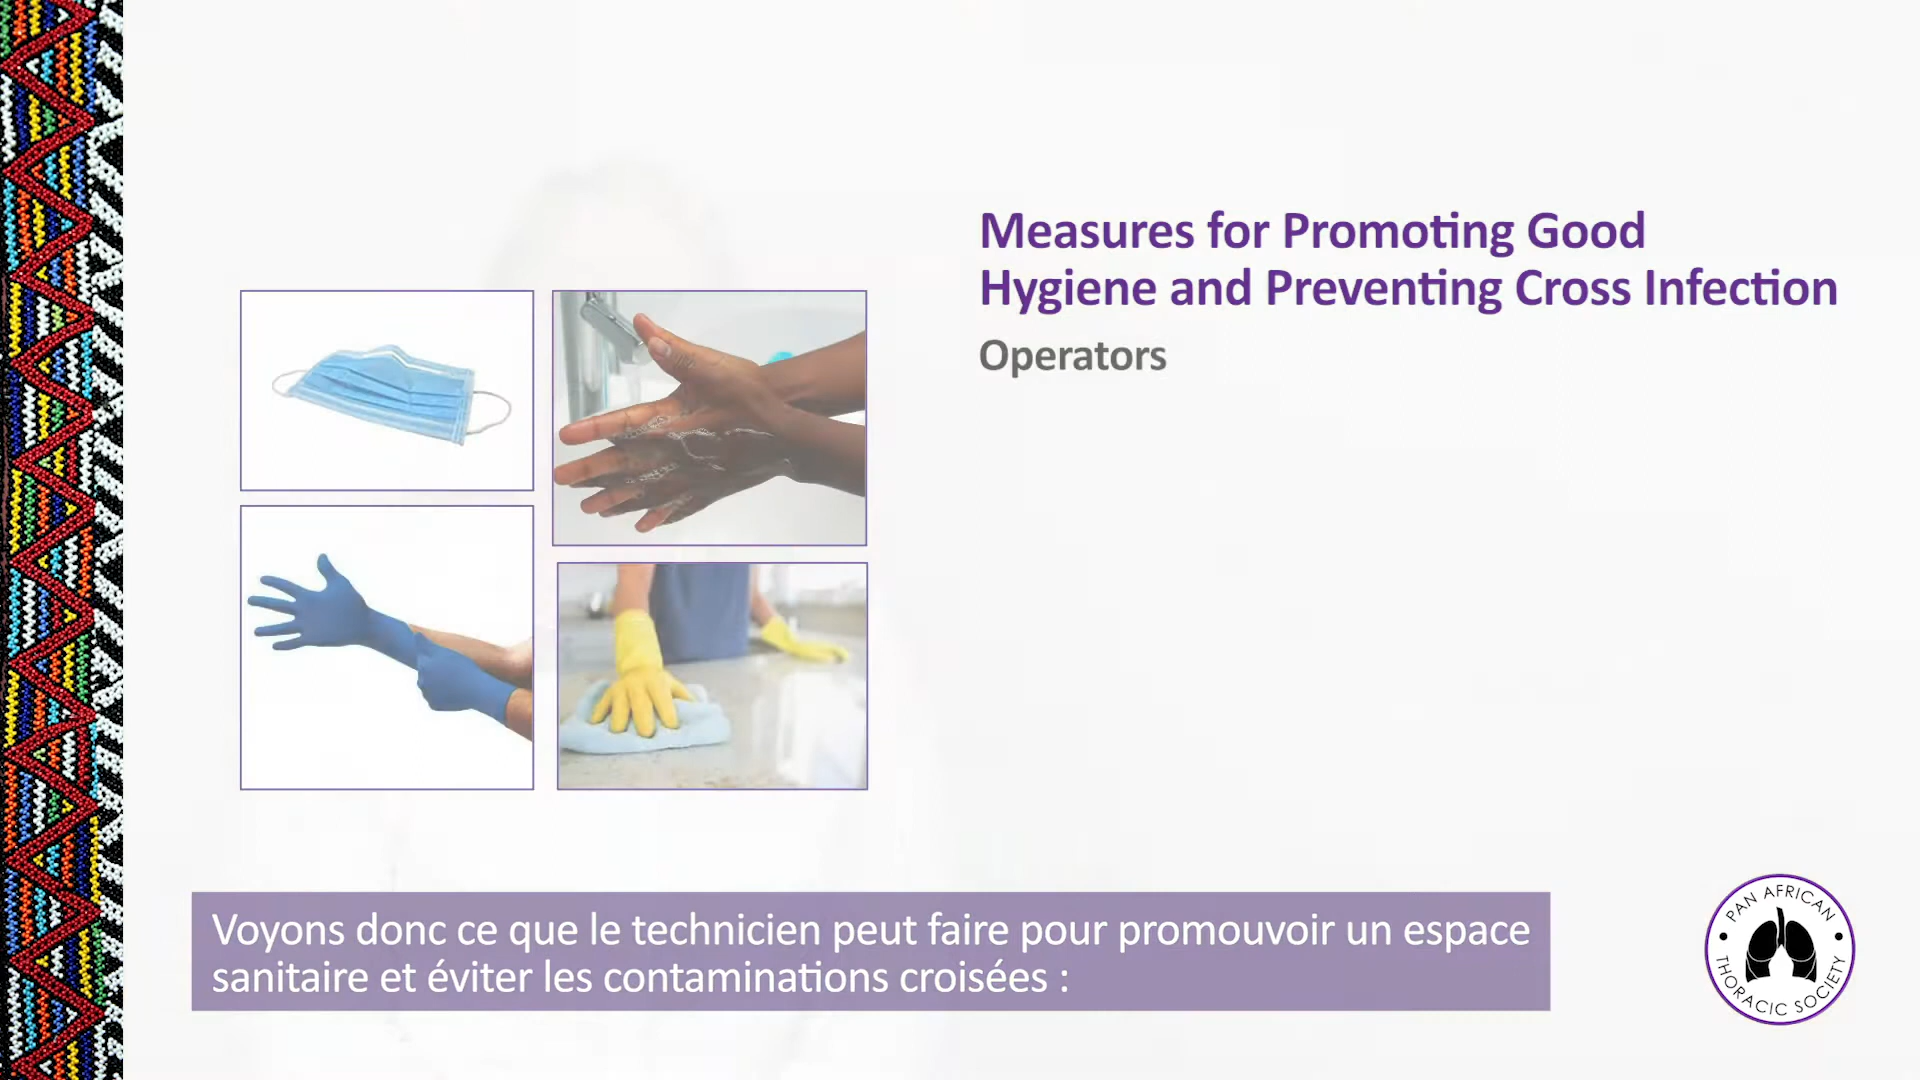 Measures for Promoting Good
Hygiene and Preventing Cross Infection
Operators
Voyons donc ce que le technicien peut faire pour promouvoir un espace
sanitaire et éviter les contaminations croisées :
PAN AFRICAN
THORACIC SOCIETY